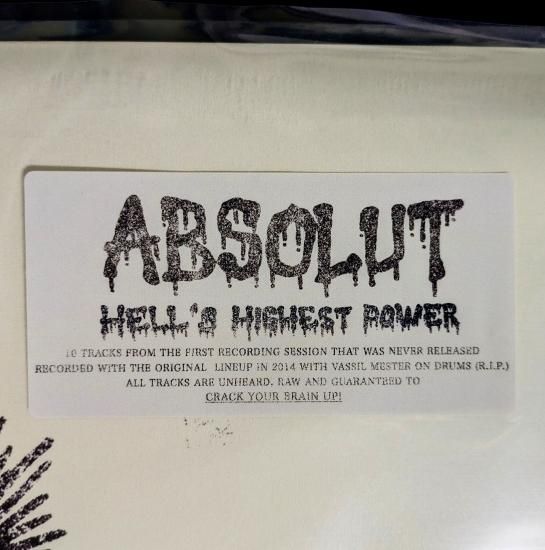 ABSOLUT
HELL'S HIGHEST POWER
10 TRACKS FROM THE FIRST RECORDING SESSION THAT WAS NEVER RELEASED
RECORDED WITH THE ORIGINAL LINEUP IN 2014 WITH VASSIL MESTER ON DRUMS (R.I.P.)
ALL TRACKS ARE UNHEARD, RAW AND GUARANTEED TO
CRACK YOUR BRAIN UP!